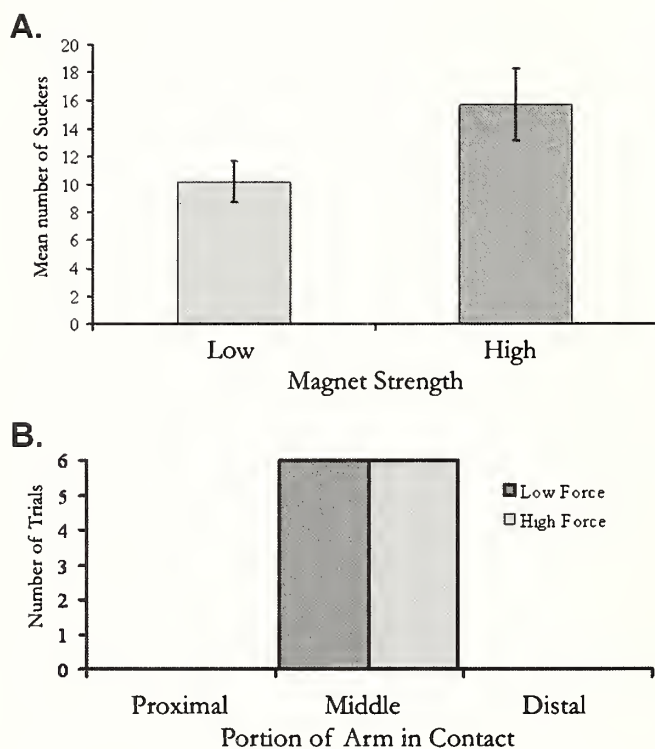 A.
Mean number of Suckers
20
18
16
14
12
10
8
6
4
2
0
Low
High
Magnet Strength
B.
Number of Trials
6
5
4
3
2
1
0
Low Force
High Force
Proximal
Middle
Distal
Portion of Arm in Contact